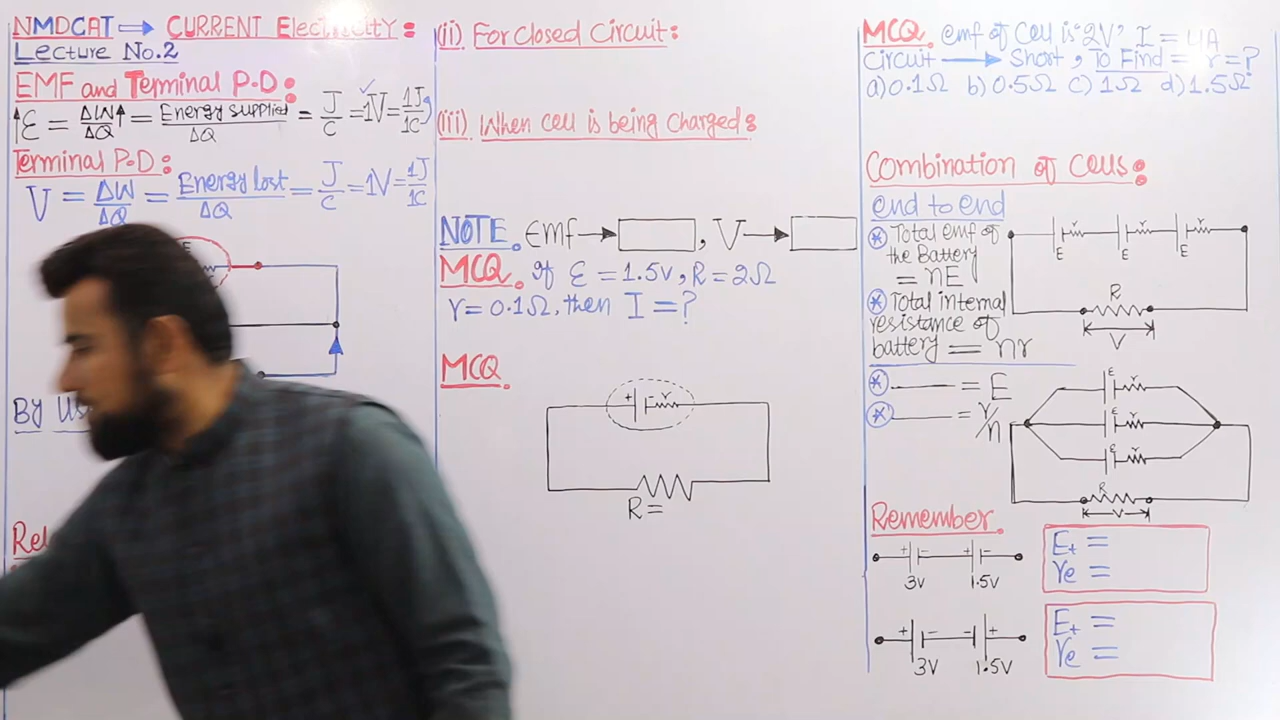 NMDCAT ⇒ CURRENT ElectriciTY:
Lecture No.2
EMF and Terminal P.D:
↑Ɛ = ΔW↑/ΔQ = Energy supplied/ΔQ = J/C = 1V = 1J/1C
Terminal P.D:
V = ΔW/ΔQ = Energy lost/ΔQ = J/C = 1V = 1J/1C
E
By Us
Rel
(ii) For Closed Circuit:
(iii) When cell is being Charged:
NOTE. Emf → , V →
MCQ. If Ɛ = 1.5v, R = 2Ω
r = 0.1Ω, then I = ?
MCQ.
+ - r
R =
MCQ. emf of Cell is "2V" I = 4A
Circuit → Short, To Find = r = ?
a) 0.1Ω b) 0.5Ω c) 1Ω d) 1.5Ω
Combination of Cells:
end to end
* Total emf of
the Battery
= nE
* Total internal
resistance of
battery = nr
r r r
E E E
R
V
* = E
* = r/n
E r
E r
E r
R
V
Remember.
+ - + -
3V 1.5V
Et =
re =
+ - - +
3V 1.5V
Et =
re =